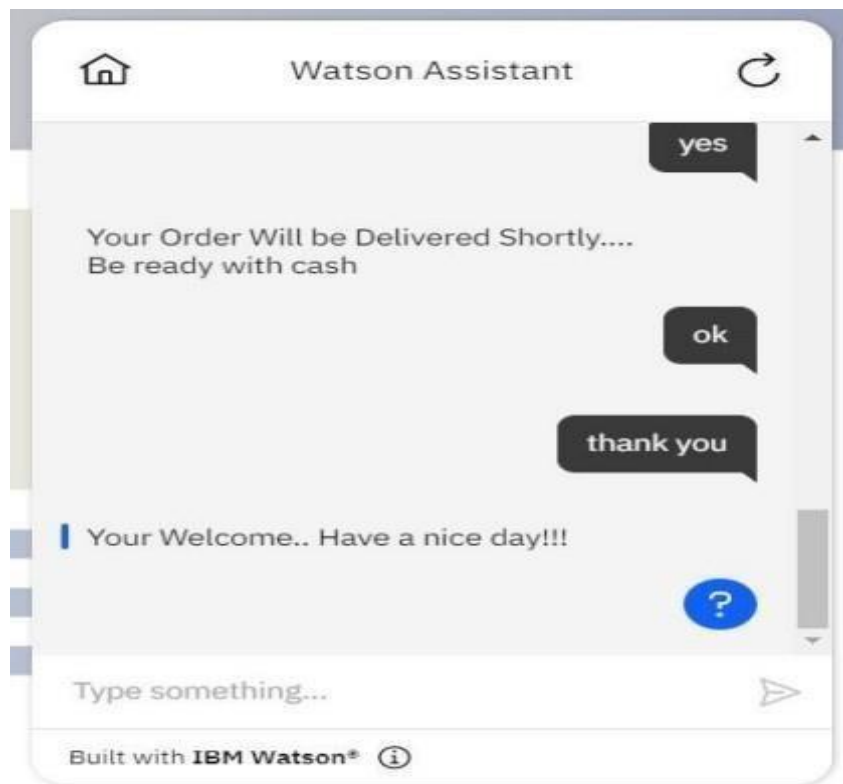 Watson Assistant
yes
Your Order Will be Delivered Shortly....
Be ready with cash
ok
thank you
Your Welcome.. Have a nice day!!!
?
Type something...
Built with IBM Watson®